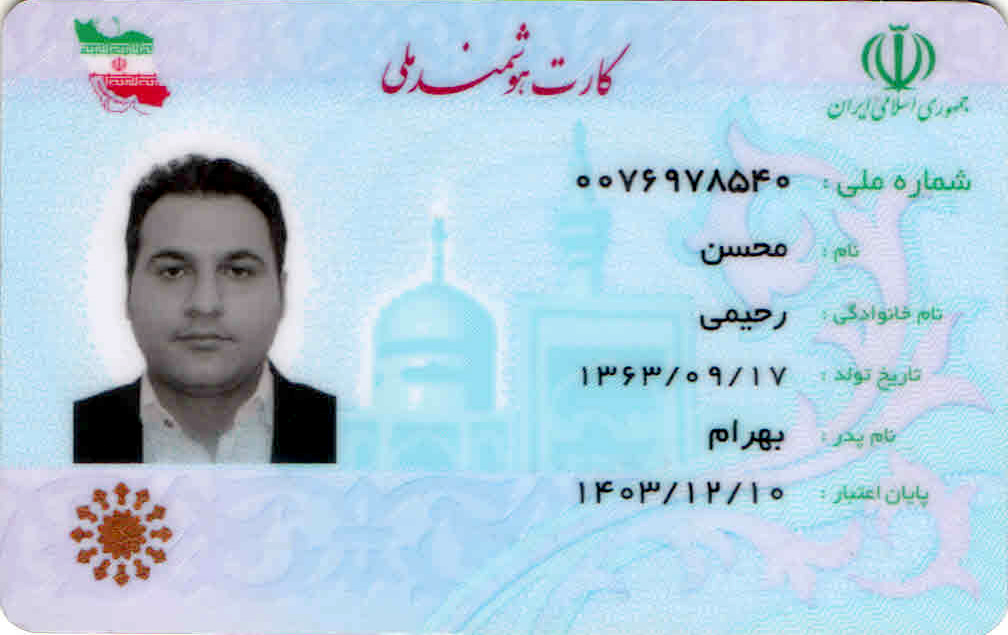 کارت هوشمند ملی
جمهوری اسلامی ایران
شماره ملی : ۰۰۷۶۹۷۸۵۴۰
نام : محسن
نام خانوادگی : رحیمی
تاریخ تولد : ۱۳۶۳/۰۹/۱۷
نام پدر : بهرام
پایان اعتبار : ۱۴۰۳/۱۲/۱۰